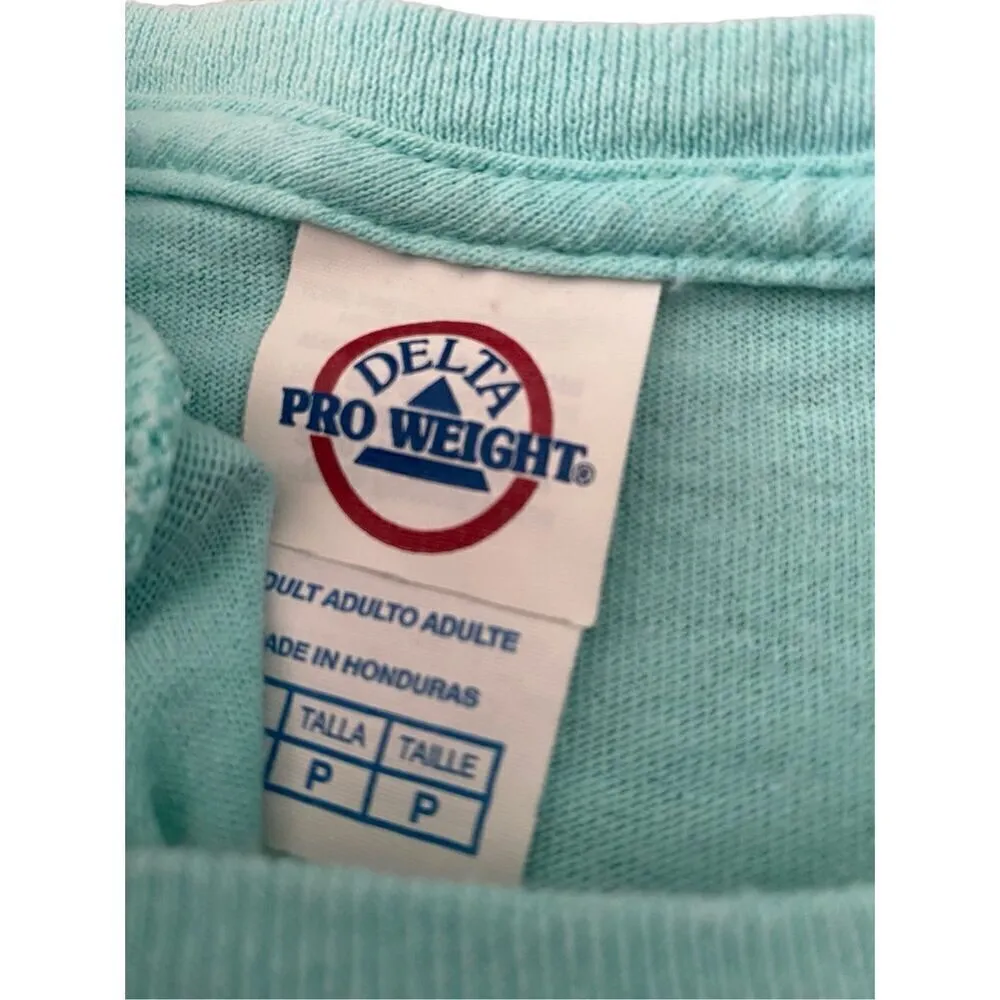 DELTA
PRO WEIGHT®
DULT ADULTO ADULTE
ADE IN HONDURAS
TALLA TAILLE
P P